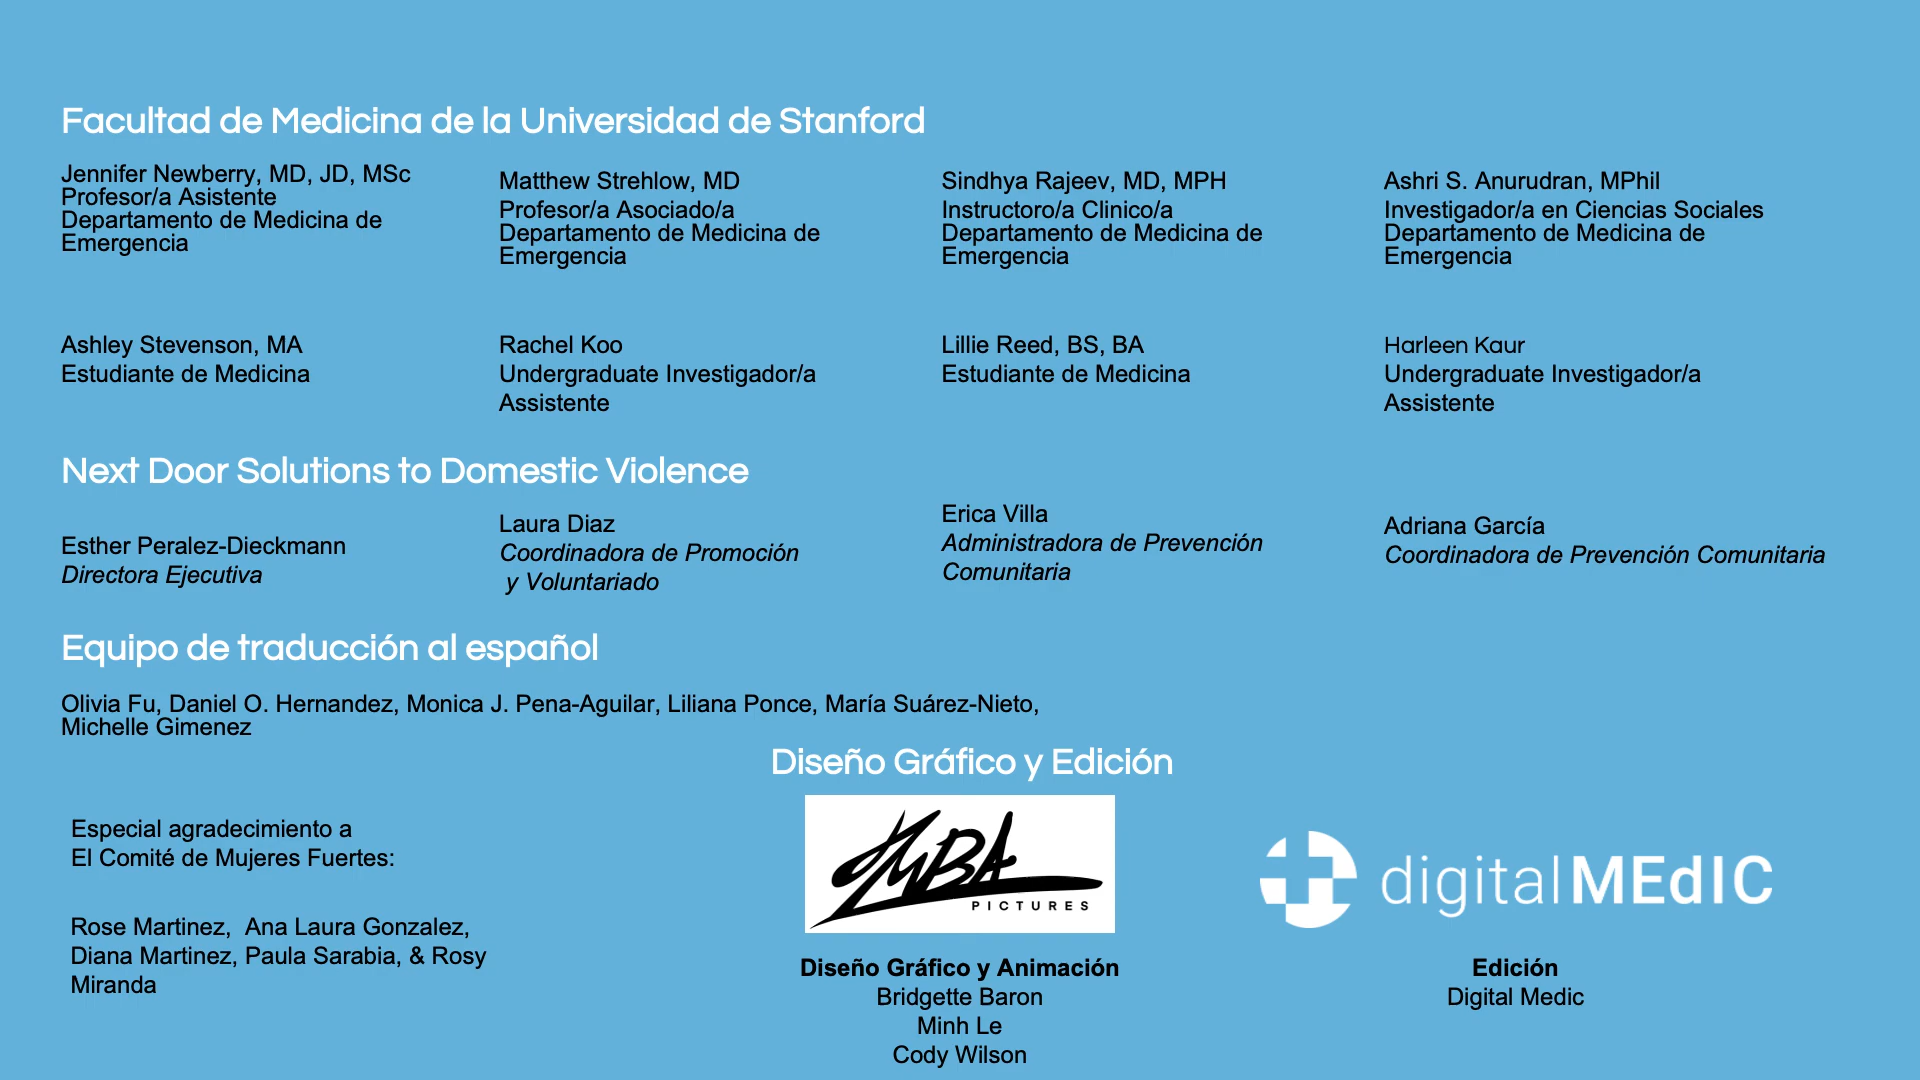 Facultad de Medicina de la Universidad de Stanford
Jennifer Newberry, MD, JD, MSc
Profesor/a Asistente
Departamento de Medicina de
Emergencia
Matthew Strehlow, MD
Profesor/a Asociado/a
Departamento de Medicina de
Emergencia
Sindhya Rajeev, MD, MPH
Instructoro/a Clinico/a
Departamento de Medicina de
Emergencia
Ashri S. Anurudran, MPhil
Investigador/a en Ciencias Sociales
Departamento de Medicina de
Emergencia
Ashley Stevenson, MA
Estudiante de Medicina
Rachel Koo
Undergraduate Investigador/a
Assistente
Lillie Reed, BS, BA
Estudiante de Medicina
Harleen Kaur
Undergraduate Investigador/a
Assistente
Next Door Solutions to Domestic Violence
Esther Peralez-Dieckmann
Directora Ejecutiva
Laura Diaz
Coordinadora de Promoción
y Voluntariado
Erica Villa
Administradora de Prevención
Comunitaria
Adriana García
Coordinadora de Prevención Comunitaria
Equipo de traducción al español
Olivia Fu, Daniel O. Hernandez, Monica J. Pena-Aguilar, Liliana Ponce, María Suárez-Nieto,
Michelle Gimenez
Especial agradecimiento a
El Comité de Mujeres Fuertes:
Rose Martinez, Ana Laura Gonzalez,
Diana Martinez, Paula Sarabia, & Rosy
Miranda
Diseño Gráfico y Edición
PICTURES
Diseño Gráfico y Animación
Bridgette Baron
Minh Le
Cody Wilson
digitalMEdIC
Edición
Digital Medic